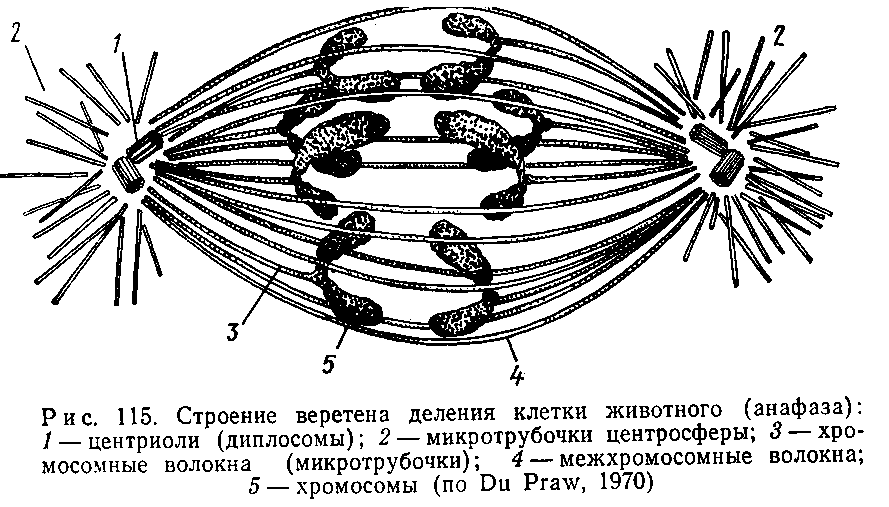 2
1
2
3
5
4
Рис. 115. Строение веретена деления клетки животного (анафаза):
1 — центриоли (диплосомы); 2 — микротрубочки центросферы; 3 — хро-
мосомные волокна (микротрубочки); 4 — межхромосомные волокна;
5 — хромосомы (по Du Praw, 1970)